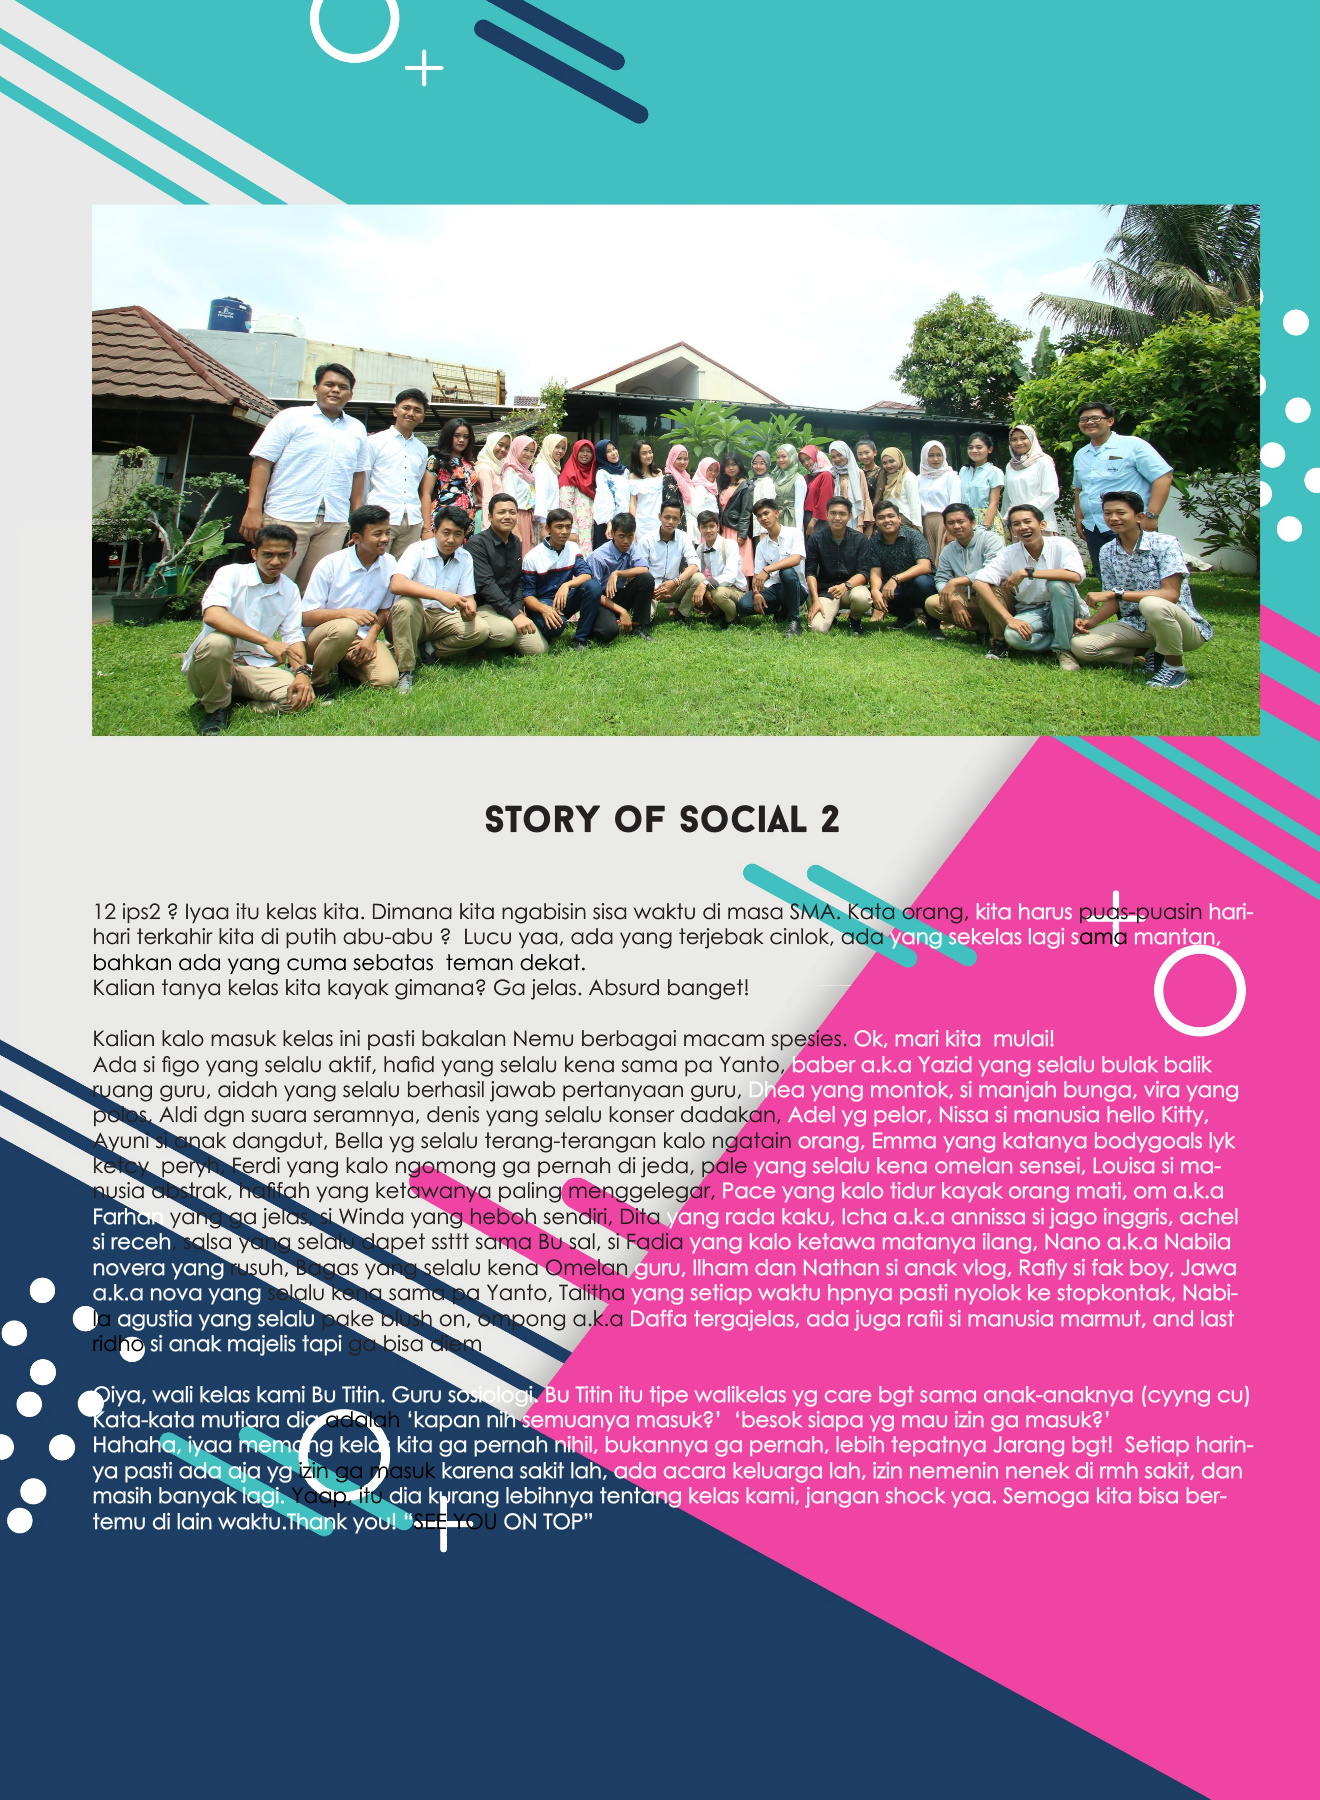 STORY OF SOCIAL 2
12 ips2 ? Iyaa itu kelas kita. Dimana kita ngabisin sisa waktu di masa SMA. Kata orang, kita harus puas-puasin hari-
hari terkahir kita di putih abu-abu ?  Lucu yaa, ada yang terjebak cinlok, ada yang sekelas lagi sama mantan,
bahkan ada yang cuma sebatas  teman dekat.
Kalian tanya kelas kita kayak gimana? Ga jelas. Absurd banget!
Kalian kalo masuk kelas ini pasti bakalan Nemu berbagai macam spesies. Ok, mari kita  mulai!
Ada si figo yang selalu aktif, hafid yang selalu kena sama pa Yanto, baber a.k.a Yazid yang selalu bulak balik
ruang guru, aidah yang selalu berhasil jawab pertanyaan guru, Dhea yang montok, si manjah bunga, vira yang
polos, Aldi dgn suara seramnya, denis yang selalu konser dadakan, Adel yg pelor, Nissa si manusia hello Kitty,
Ayuni si anak dangdut, Bella yg selalu terang-terangan kalo ngatain orang, Emma yang katanya bodygoals lyk
ketcy  peryh, Ferdi yang kalo ngomong ga pernah di jeda, pale yang selalu kena omelan sensei, Louisa si ma-
nusia abstrak, hafifah yang ketawanya paling menggelegar, Pace yang kalo tidur kayak orang mati, om a.k.a
Farhan yang ga jelas, si Winda yang heboh sendiri, Dita yang rada kaku, Icha a.k.a annissa si jago inggris, achel
si receh, salsa yang selalu dapet ssttt sama Bu sal, si Fadia yang kalo ketawa matanya ilang, Nano a.k.a Nabila
novera yang rusuh, Bagas yang selalu kena Omelan guru, Ilham dan Nathan si anak vlog, Rafly si fak boy, Jawa
a.k.a nova yang selalu kena sama pa Yanto, Talitha yang setiap waktu hpnya pasti nyolok ke stopkontak, Nabi-
la agustia yang selalu pake blush on, ompong a.k.a Daffa tergajelas, ada juga rafii si manusia marmut, and last
ridho si anak majelis tapi ga bisa diem
Oiya, wali kelas kami Bu Titin. Guru sosiologi. Bu Titin itu tipe walikelas yg care bgt sama anak-anaknya (cyyng cu)
Kata-kata mutiara dia adalah ‘kapan nih semuanya masuk?’  ‘besok siapa yg mau izin ga masuk?’
Hahaha, iyaa memang kelas kita ga pernah nihil, bukannya ga pernah, lebih tepatnya Jarang bgt!  Setiap harin-
ya pasti ada aja yg izin ga masuk karena sakit lah, ada acara keluarga lah, izin nemenin nenek di rmh sakit, dan
masih banyak lagi. Yaap, itu dia kurang lebihnya tentang kelas kami, jangan shock yaa. Semoga kita bisa ber-
temu di lain waktu.Thank you! “SEE YOU ON TOP”